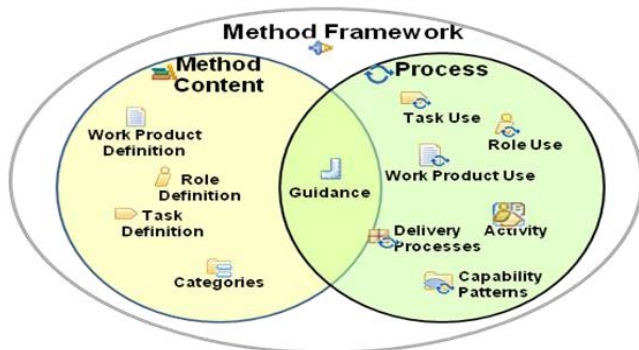 Method Framework
Method
Content
Process
Work Product
Definition
Role
Definition
Task
Definition
Categories
Guidance
Task Use
Role Use
Work Product Use
Delivery
Processes
Activity
Capability
Patterns